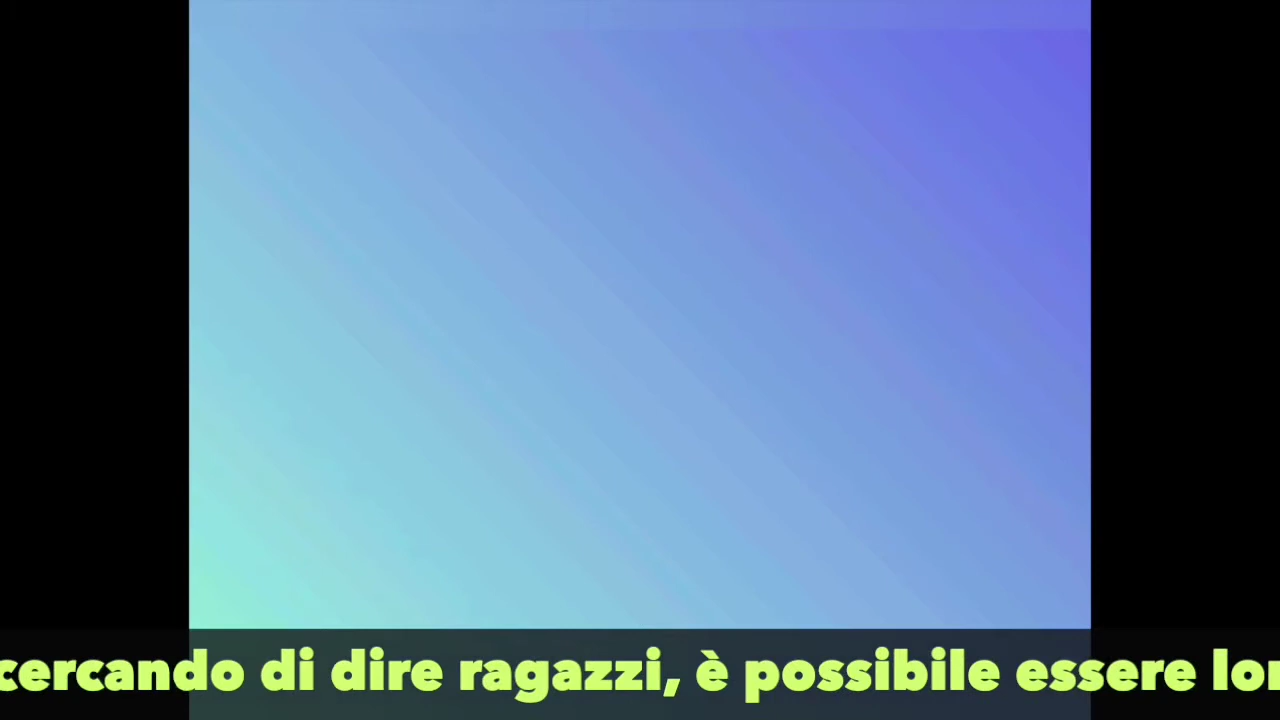 cercando di dire ragazzi, è possibile essere